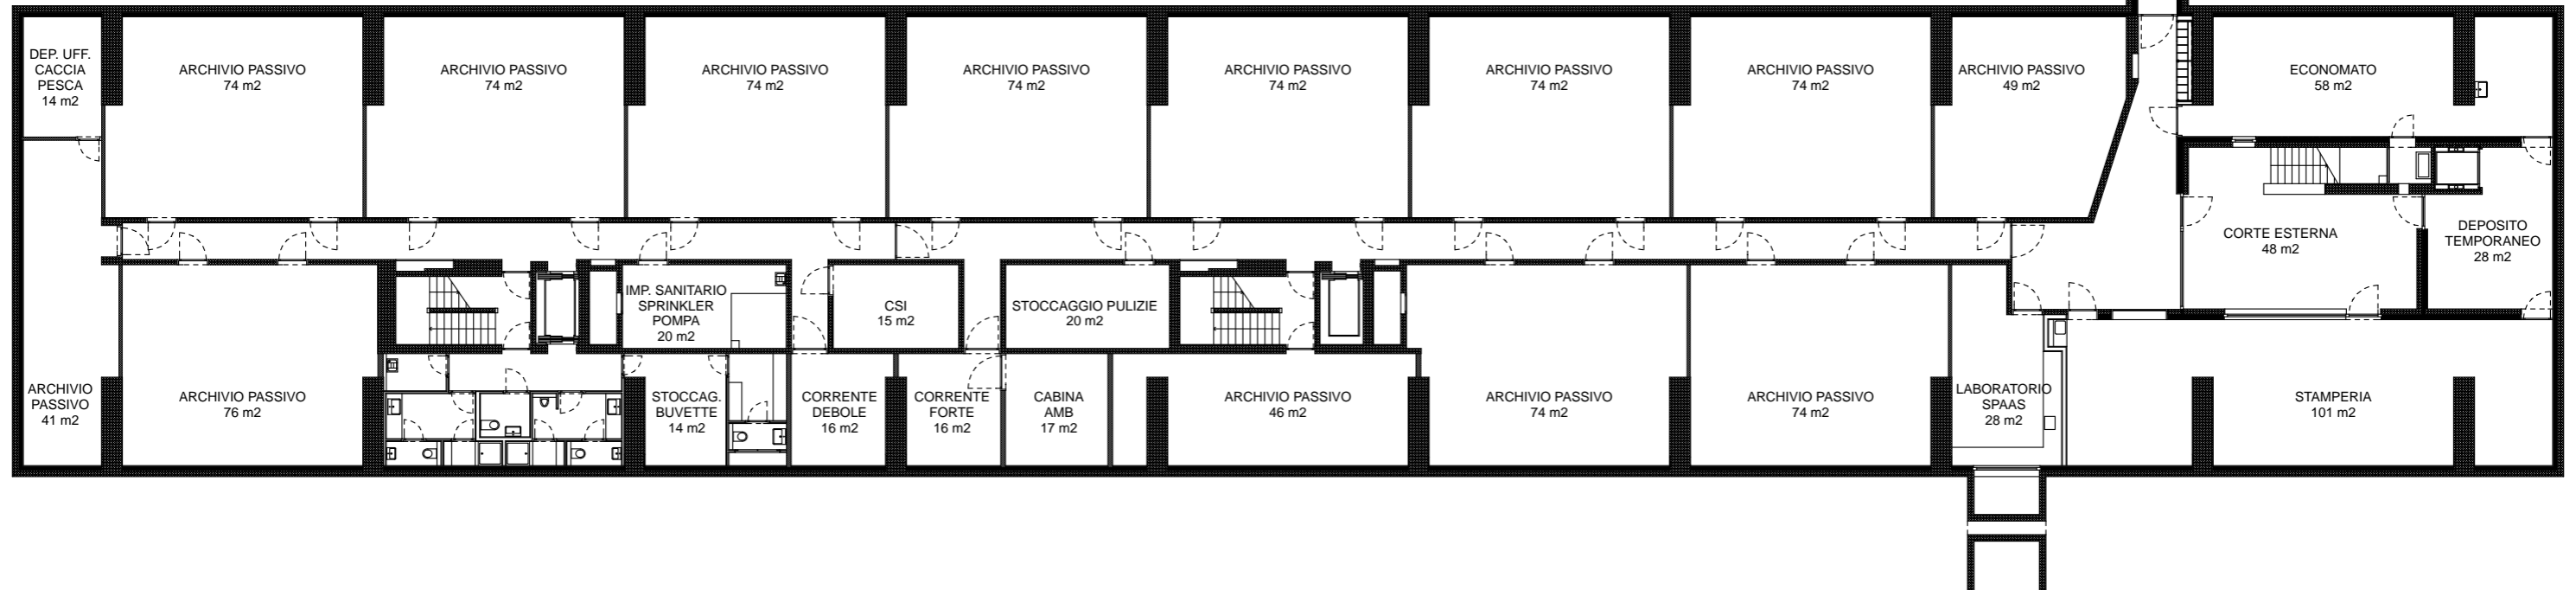 DEP. UFF.
CACCIA
PESCA
14 m2
ARCHIVIO PASSIVO
74 m2
ARCHIVIO PASSIVO
74 m2
ARCHIVIO PASSIVO
74 m2
ARCHIVIO PASSIVO
74 m2
ARCHIVIO PASSIVO
74 m2
ARCHIVIO PASSIVO
74 m2
ARCHIVIO PASSIVO
74 m2
ARCHIVIO PASSIVO
49 m2
ECONOMATO
58 m2
CORTE ESTERNA
48 m2
DEPOSITO
TEMPORANEO
28 m2
IMP. SANITARIO
SPRINKLER
POMPA
20 m2
CSI
15 m2
STOCCAGGIO PULIZIE
20 m2
ARCHIVIO
PASSIVO
41 m2
ARCHIVIO PASSIVO
76 m2
STOCCAG.
BUVETTE
14 m2
CORRENTE
DEBOLE
16 m2
CORRENTE
FORTE
16 m2
CABINA
AMB
17 m2
ARCHIVIO PASSIVO
46 m2
ARCHIVIO PASSIVO
74 m2
ARCHIVIO PASSIVO
74 m2
LABORATORIO
SPAAS
28 m2
STAMPERIA
101 m2